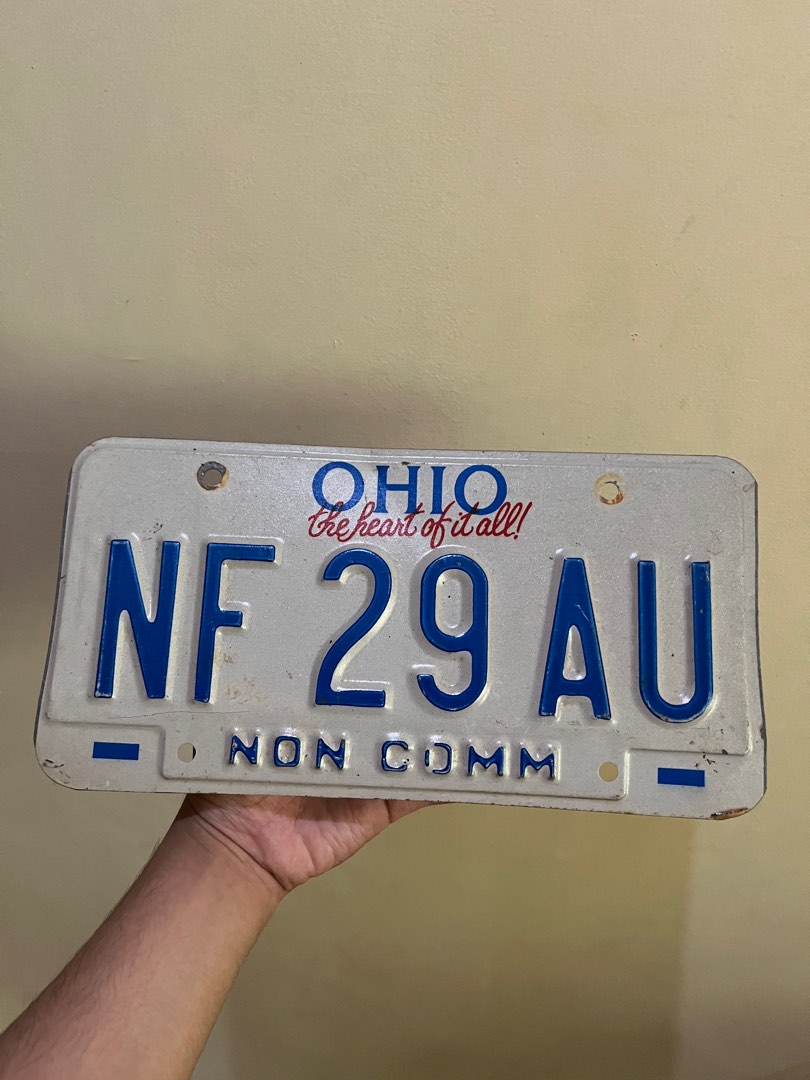 OHIO
the heart of it all!
NF 29 AU
NON COMM